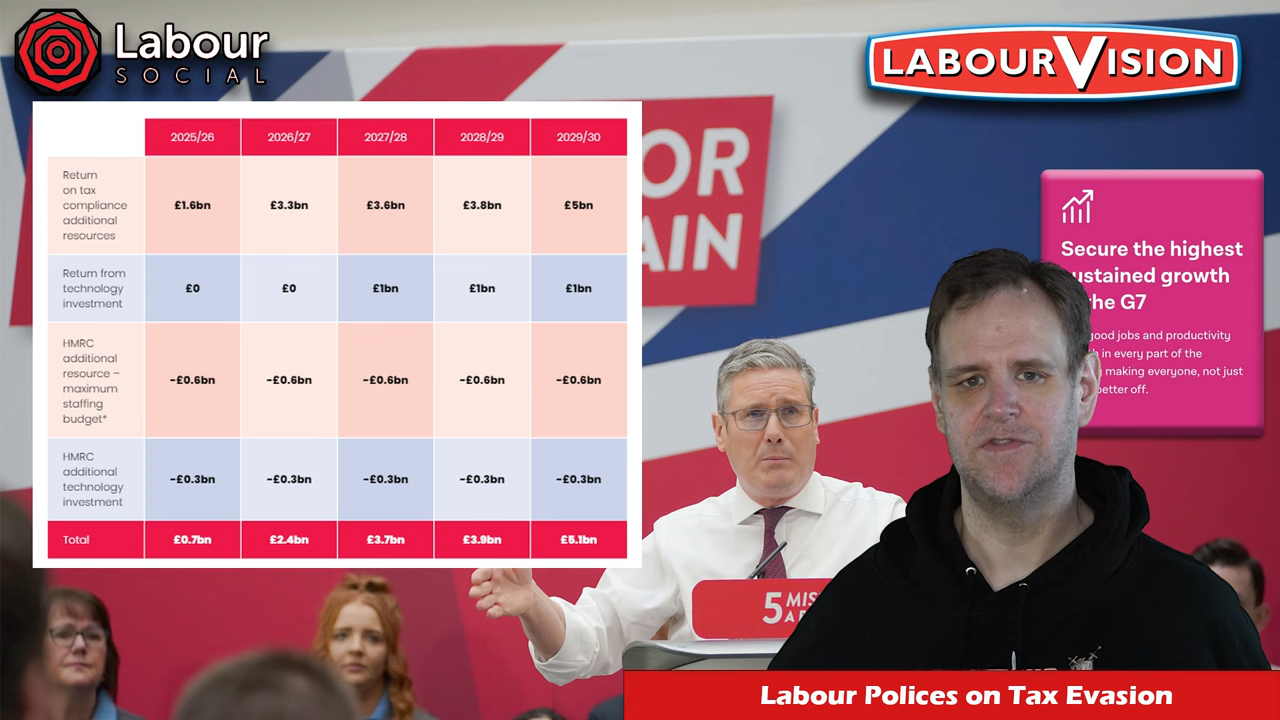 Labour
SOCIAL
LABOURVISION
2025/26 2026/27 2027/28 2028/29 2029/30
Return
on tax
compliance
additional
resources
£1.6bn £3.3bn £3.6bn £3.8bn £5bn
Return from
technology
investment
£0 £0 £1bn £1bn £1bn
HMRC
additional
resource –
maximum
staffing
budget*
-£0.6bn -£0.6bn -£0.6bn -£0.6bn -£0.6bn
HMRC
additional
technology
investment
-£0.3bn -£0.3bn -£0.3bn -£0.3bn -£0.3bn
Total £0.7bn £2.4bn £3.7bn £3.9bn £5.1bn
OR
AIN
Secure the highest
ustained growth
the G7
good jobs and productivity
in every part of the
making everyone, not just
better off.
5 MIS
Labour Polices on Tax Evasion